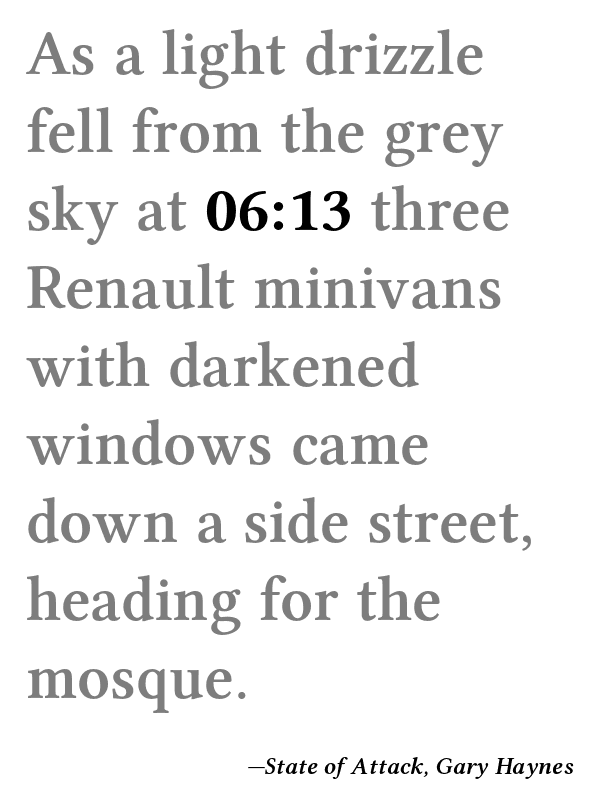 As a light drizzle
fell from the grey
sky at 06:13 three
Renault minivans
with darkened
windows came
down a side street,
heading for the
mosque.
—State of Attack, Gary Haynes